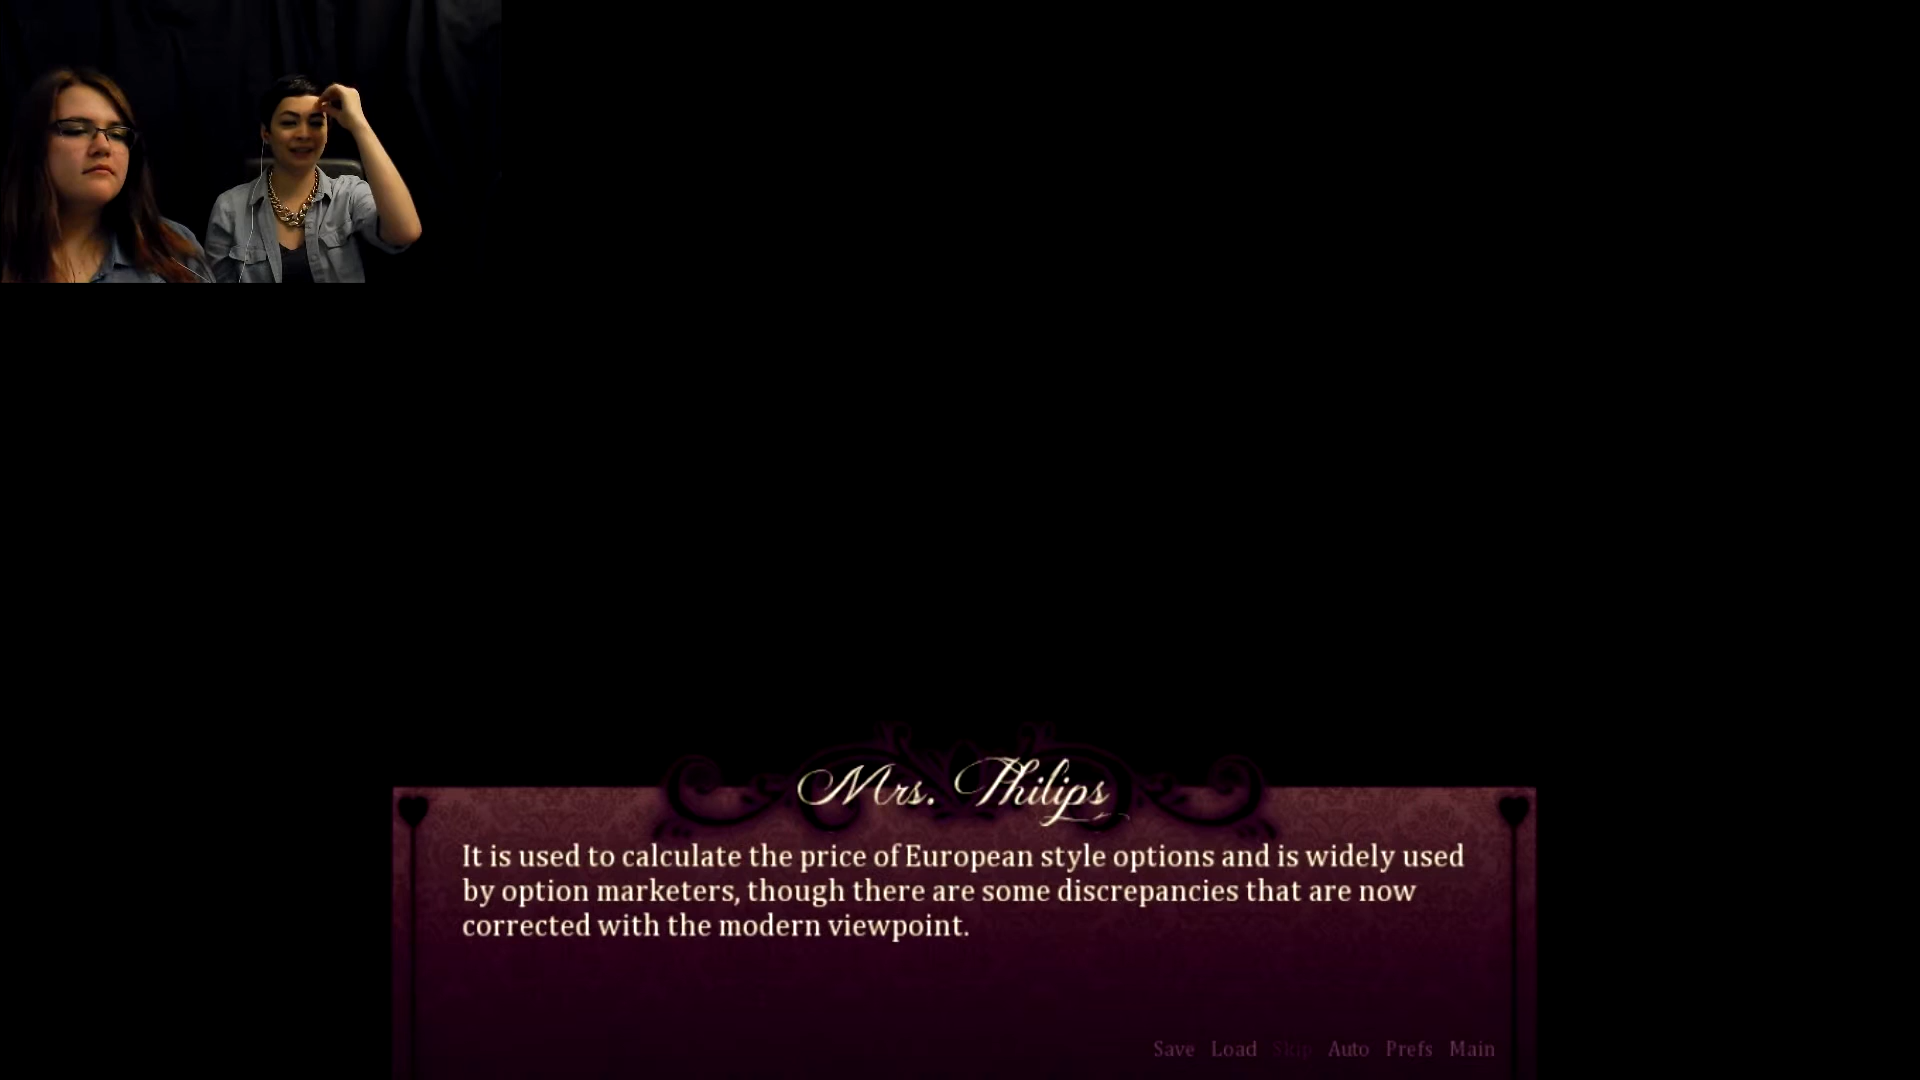 Mrs. Philips
It is used to calculate the price of European style options and is widely used
by option marketers, though there are some discrepancies that are now
corrected with the modern viewpoint.
Save Load Skip Auto Prefs Main